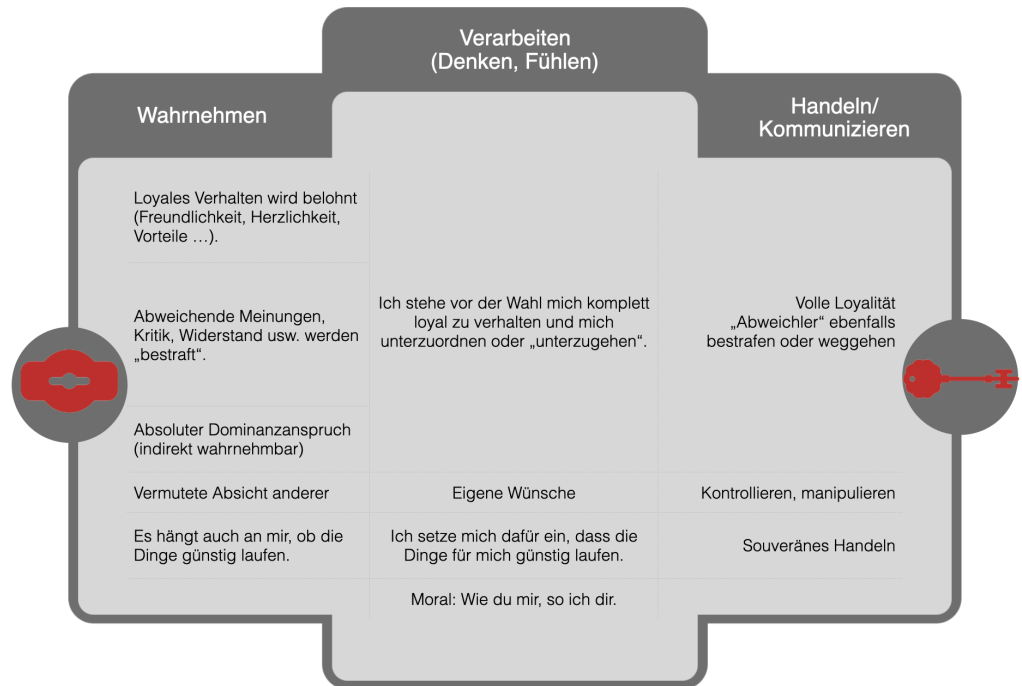 Verarbeiten
(Denken, Fühlen)
Wahrnehmen
Handeln/
Kommunizieren
Loyales Verhalten wird belohnt
(Freundlichkeit, Herzlichkeit,
Vorteile …).
Abweichende Meinungen,
Kritik, Widerstand usw. werden
„bestraft“.
Absoluter Dominanzanspruch
(indirekt wahrnehmbar)
Ich stehe vor der Wahl mich komplett
loyal zu verhalten und mich
unterzuordnen oder „unterzugehen“.
Volle Loyalität
„Abweichler“ ebenfalls
bestrafen oder weggehen
Vermutete Absicht anderer
Eigene Wünsche
Kontrollieren, manipulieren
Es hängt auch an mir, ob die
Dinge günstig laufen.
Ich setze mich dafür ein, dass die
Dinge für mich günstig laufen.
Souveränes Handeln
Moral: Wie du mir, so ich dir.